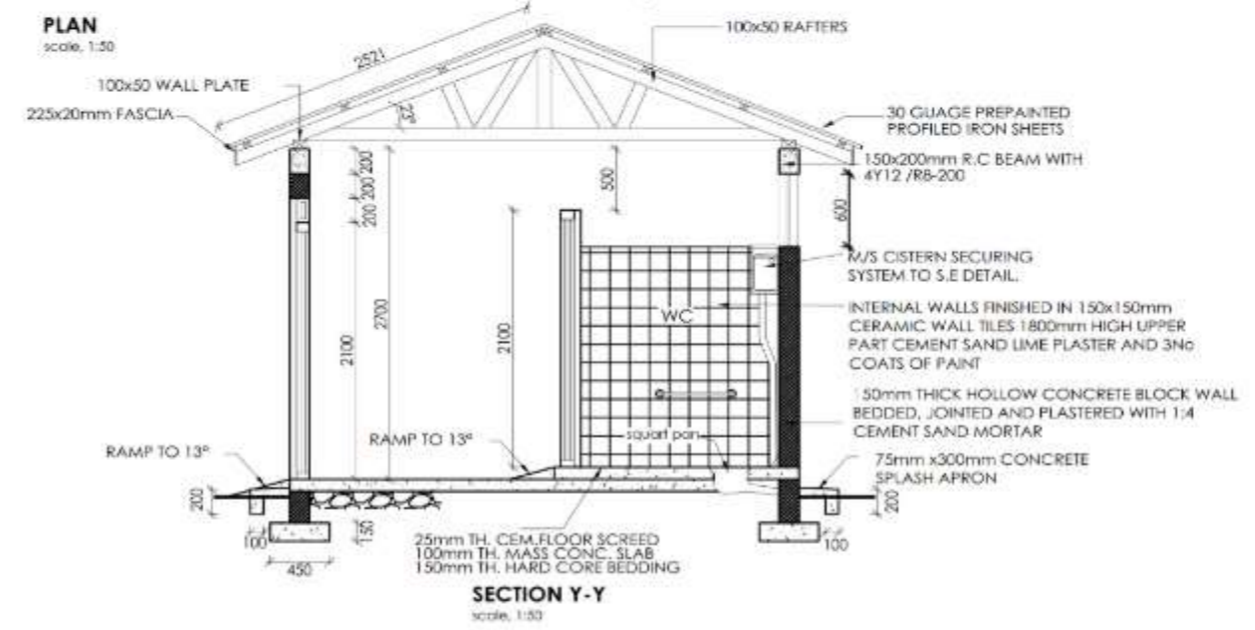 PLAN
scale, 1:50
2521
100x50 RAFTERS
100x50 WALL PLATE
225x20mm FASCIA
23°
30 GUAGE PREPAINTED
PROFILED IRON SHEETS
150x200mm R.C BEAM WITH
4Y12 /R8-200
200
200
200
500
600
M/S CISTERN SECURING
SYSTEM TO S.E DETAIL.
INTERNAL WALLS FINISHED IN 150x150mm
CERAMIC WALL TILES 1800mm HIGH UPPER
PART CEMENT SAND LIME PLASTER AND 3No
COATS OF PAINT
WC
2700
2100
2100
150mm THICK HOLLOW CONCRETE BLOCK WALL
BEDDED, JOINTED AND PLASTERED WITH 1:4
CEMENT SAND MORTAR
squart pan
RAMP TO 13º
RAMP TO 13º
75mm x300mm CONCRETE
SPLASH APRON
200
200
100
150
450
100
25mm TH. CEM.FLOOR SCREED
100mm TH. MASS CONC. SLAB
150mm TH. HARD CORE BEDDING
SECTION Y-Y
scale, 1:50